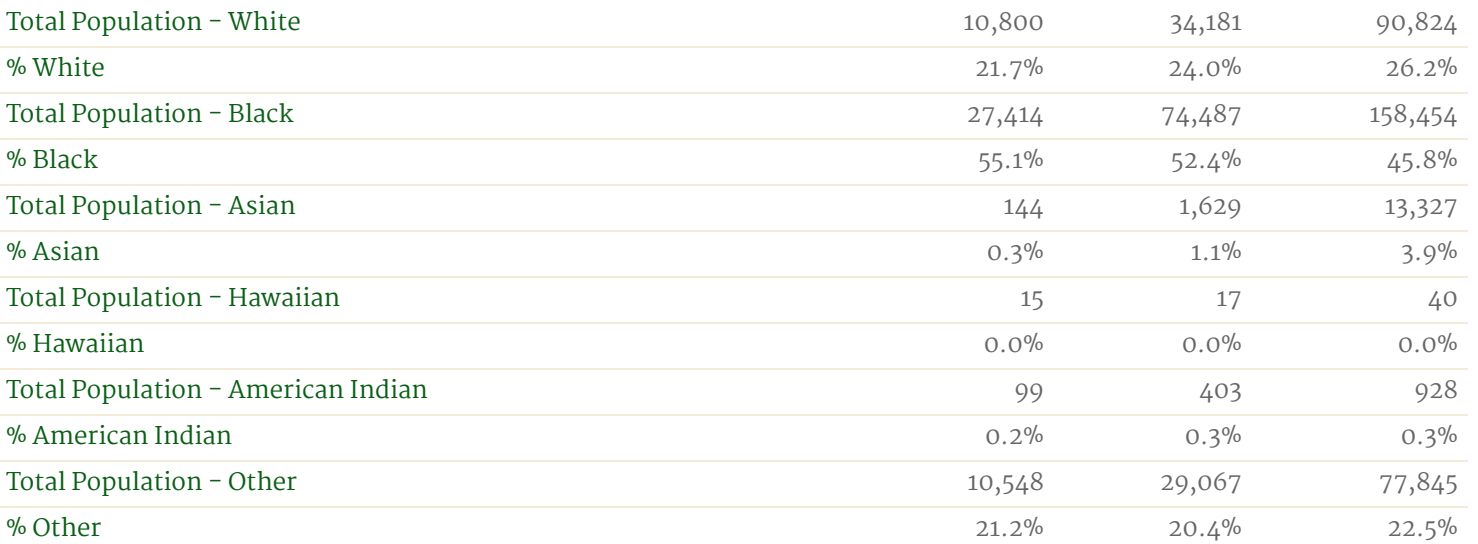 Total Population – White 10,800 34,181 90,824
% White 21.7% 24.0% 26.2%
Total Population – Black 27,414 74,487 158,454
% Black 55.1% 52.4% 45.8%
Total Population – Asian 144 1,629 13,327
% Asian 0.3% 1.1% 3.9%
Total Population – Hawaiian 15 17 40
% Hawaiian 0.0% 0.0% 0.0%
Total Population – American Indian 99 403 928
% American Indian 0.2% 0.3% 0.3%
Total Population – Other 10,548 29,067 77,845
% Other 21.2% 20.4% 22.5%